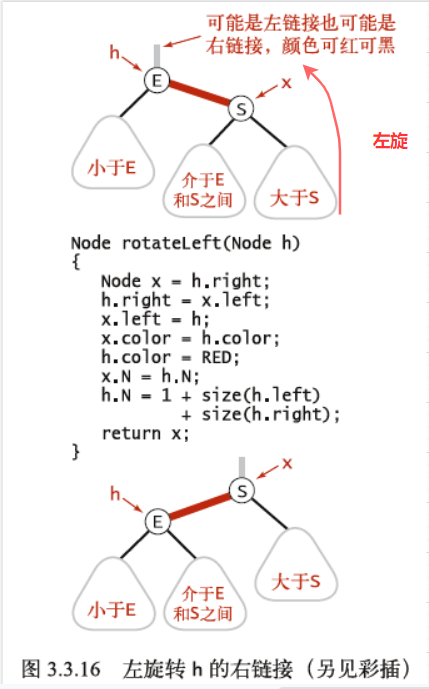 可能是左链接也可能是
右链接，颜色可红可黑
h
E
x
S
左旋
小于E
介于E
和S之间
大于S
Node rotateLeft(Node h)
{
Node x = h.right;
h.right = x.left;
x.left = h;
x.color = h.color;
h.color = RED;
x.N = h.N;
h.N = 1 + size(h.left)
+ size(h.right);
return x;
}
x
h
S
E
小于E
介于E
和S之间
大于S
图 3.3.16 左旋转 h 的右链接（另见彩插）